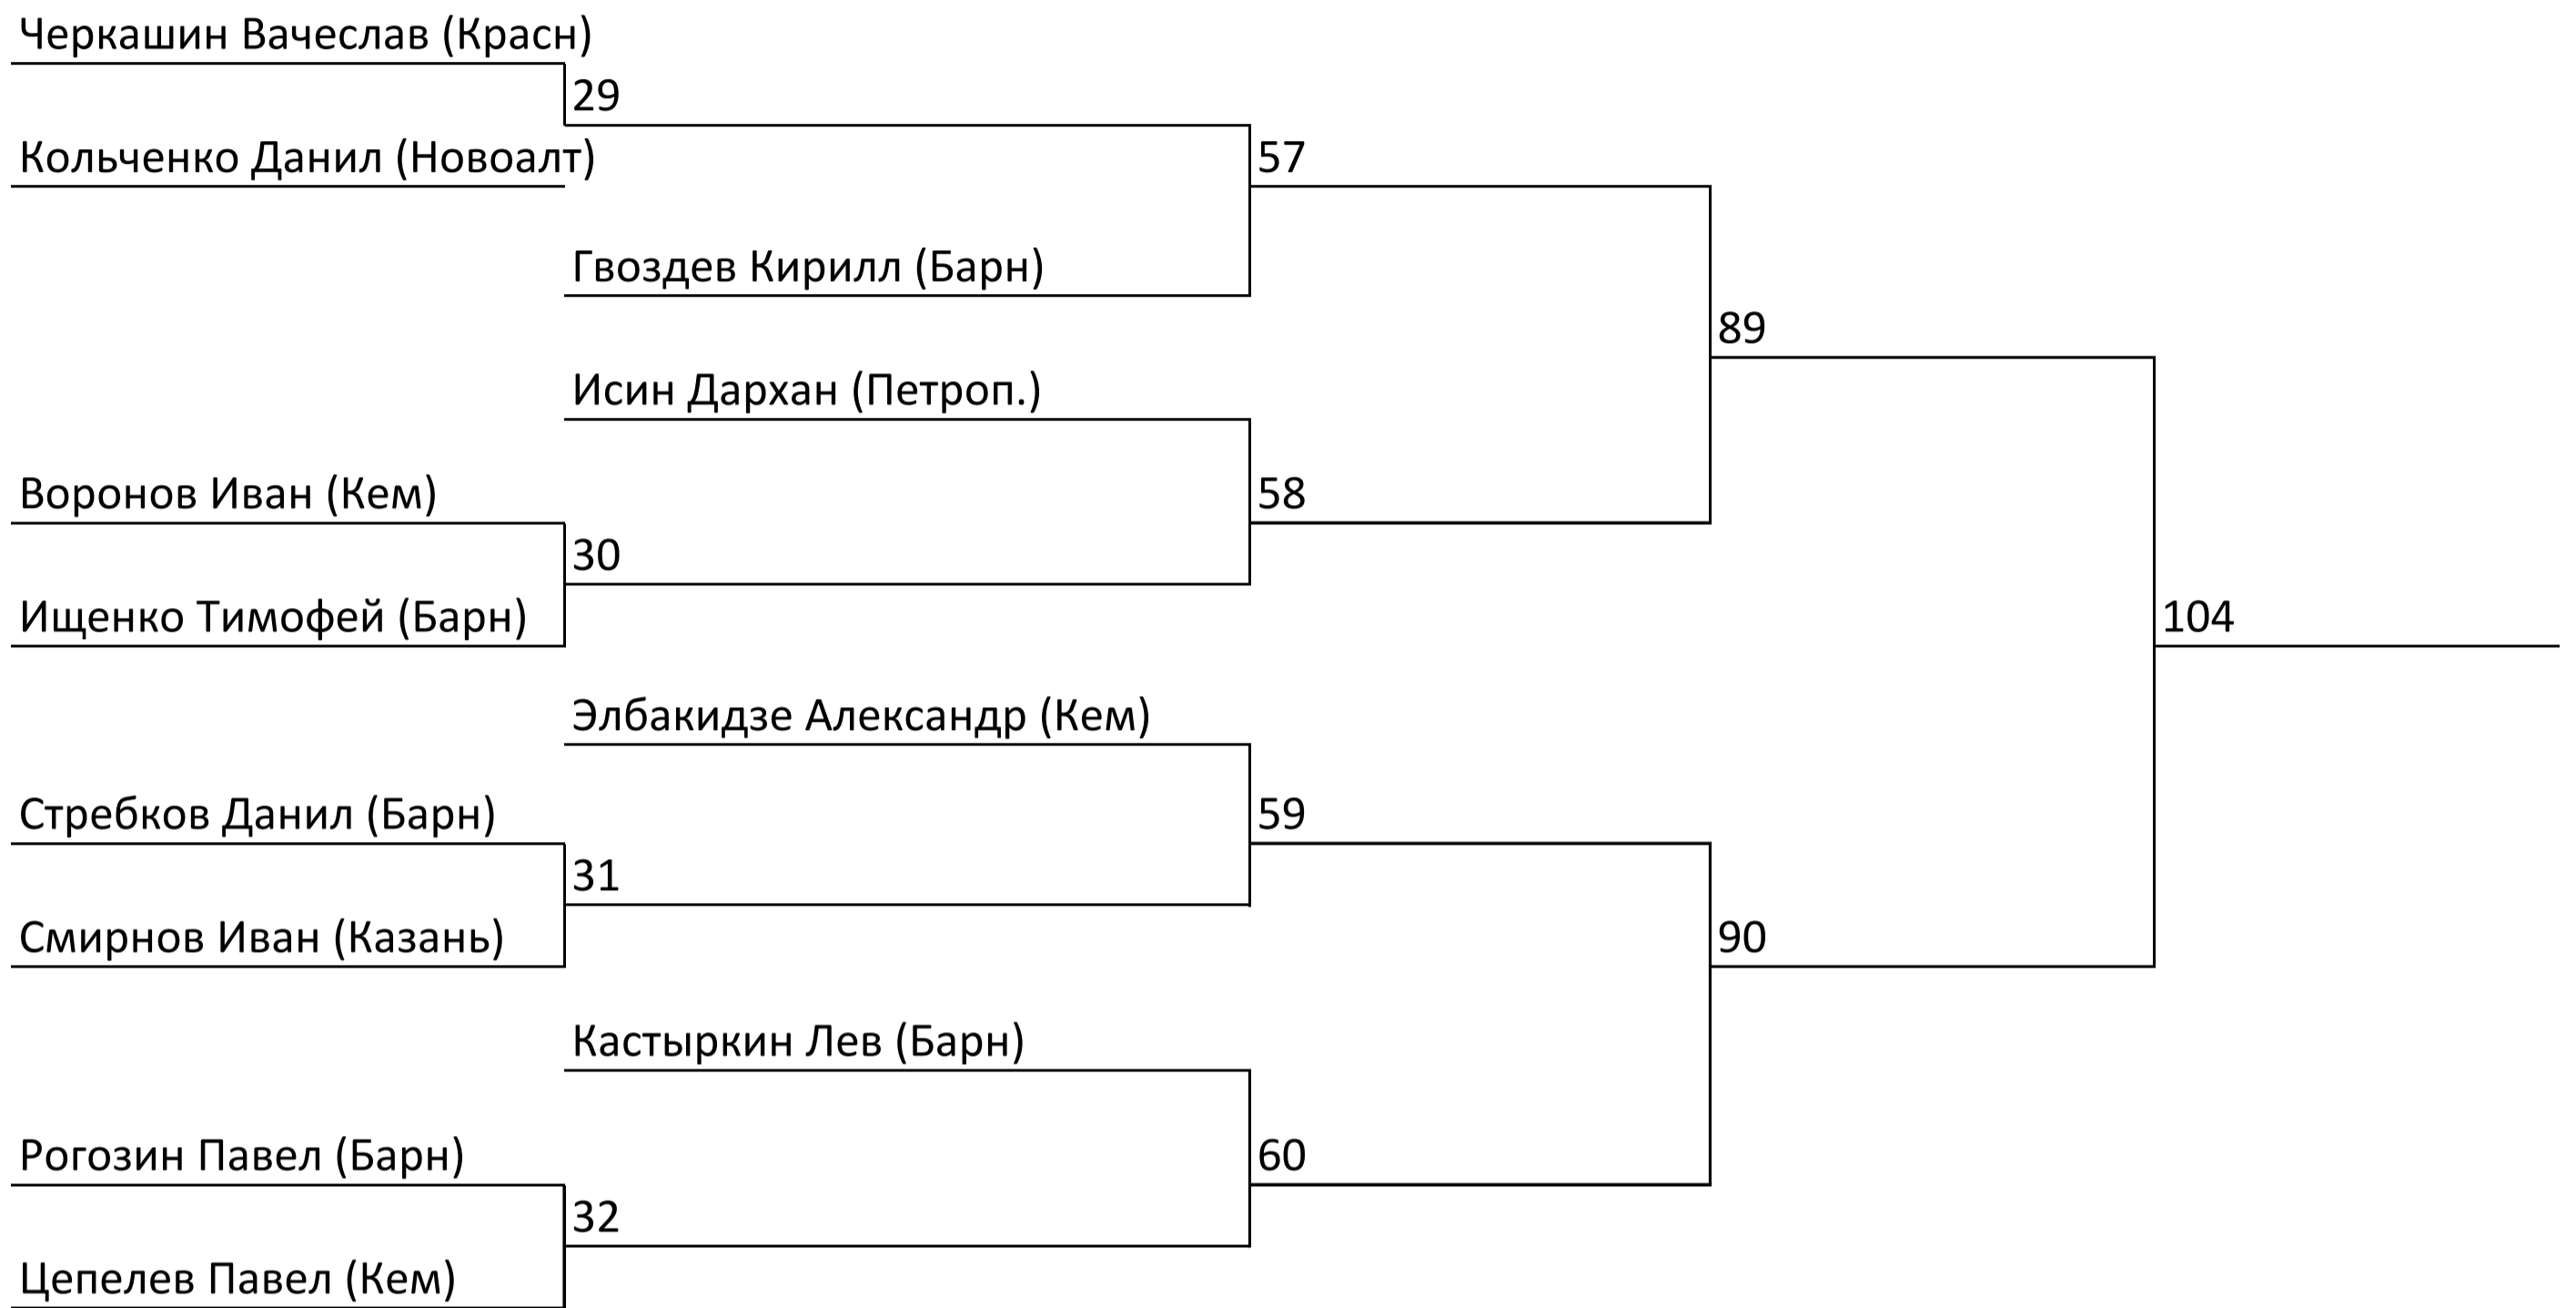 Черкашин Вачеслав (Красн)
29
Кольченко Данил (Новоалт)
57
Гвоздев Кирилл (Барн)
89
Исин Дархан (Петроп.)
Воронов Иван (Кем)
58
30
Ищенко Тимофей (Барн)
104
Элбакидзе Александр (Кем)
Стребков Данил (Барн)
59
31
Смирнов Иван (Казань)
90
Кастыркин Лев (Барн)
Рогозин Павел (Барн)
60
32
Цепелев Павел (Кем)